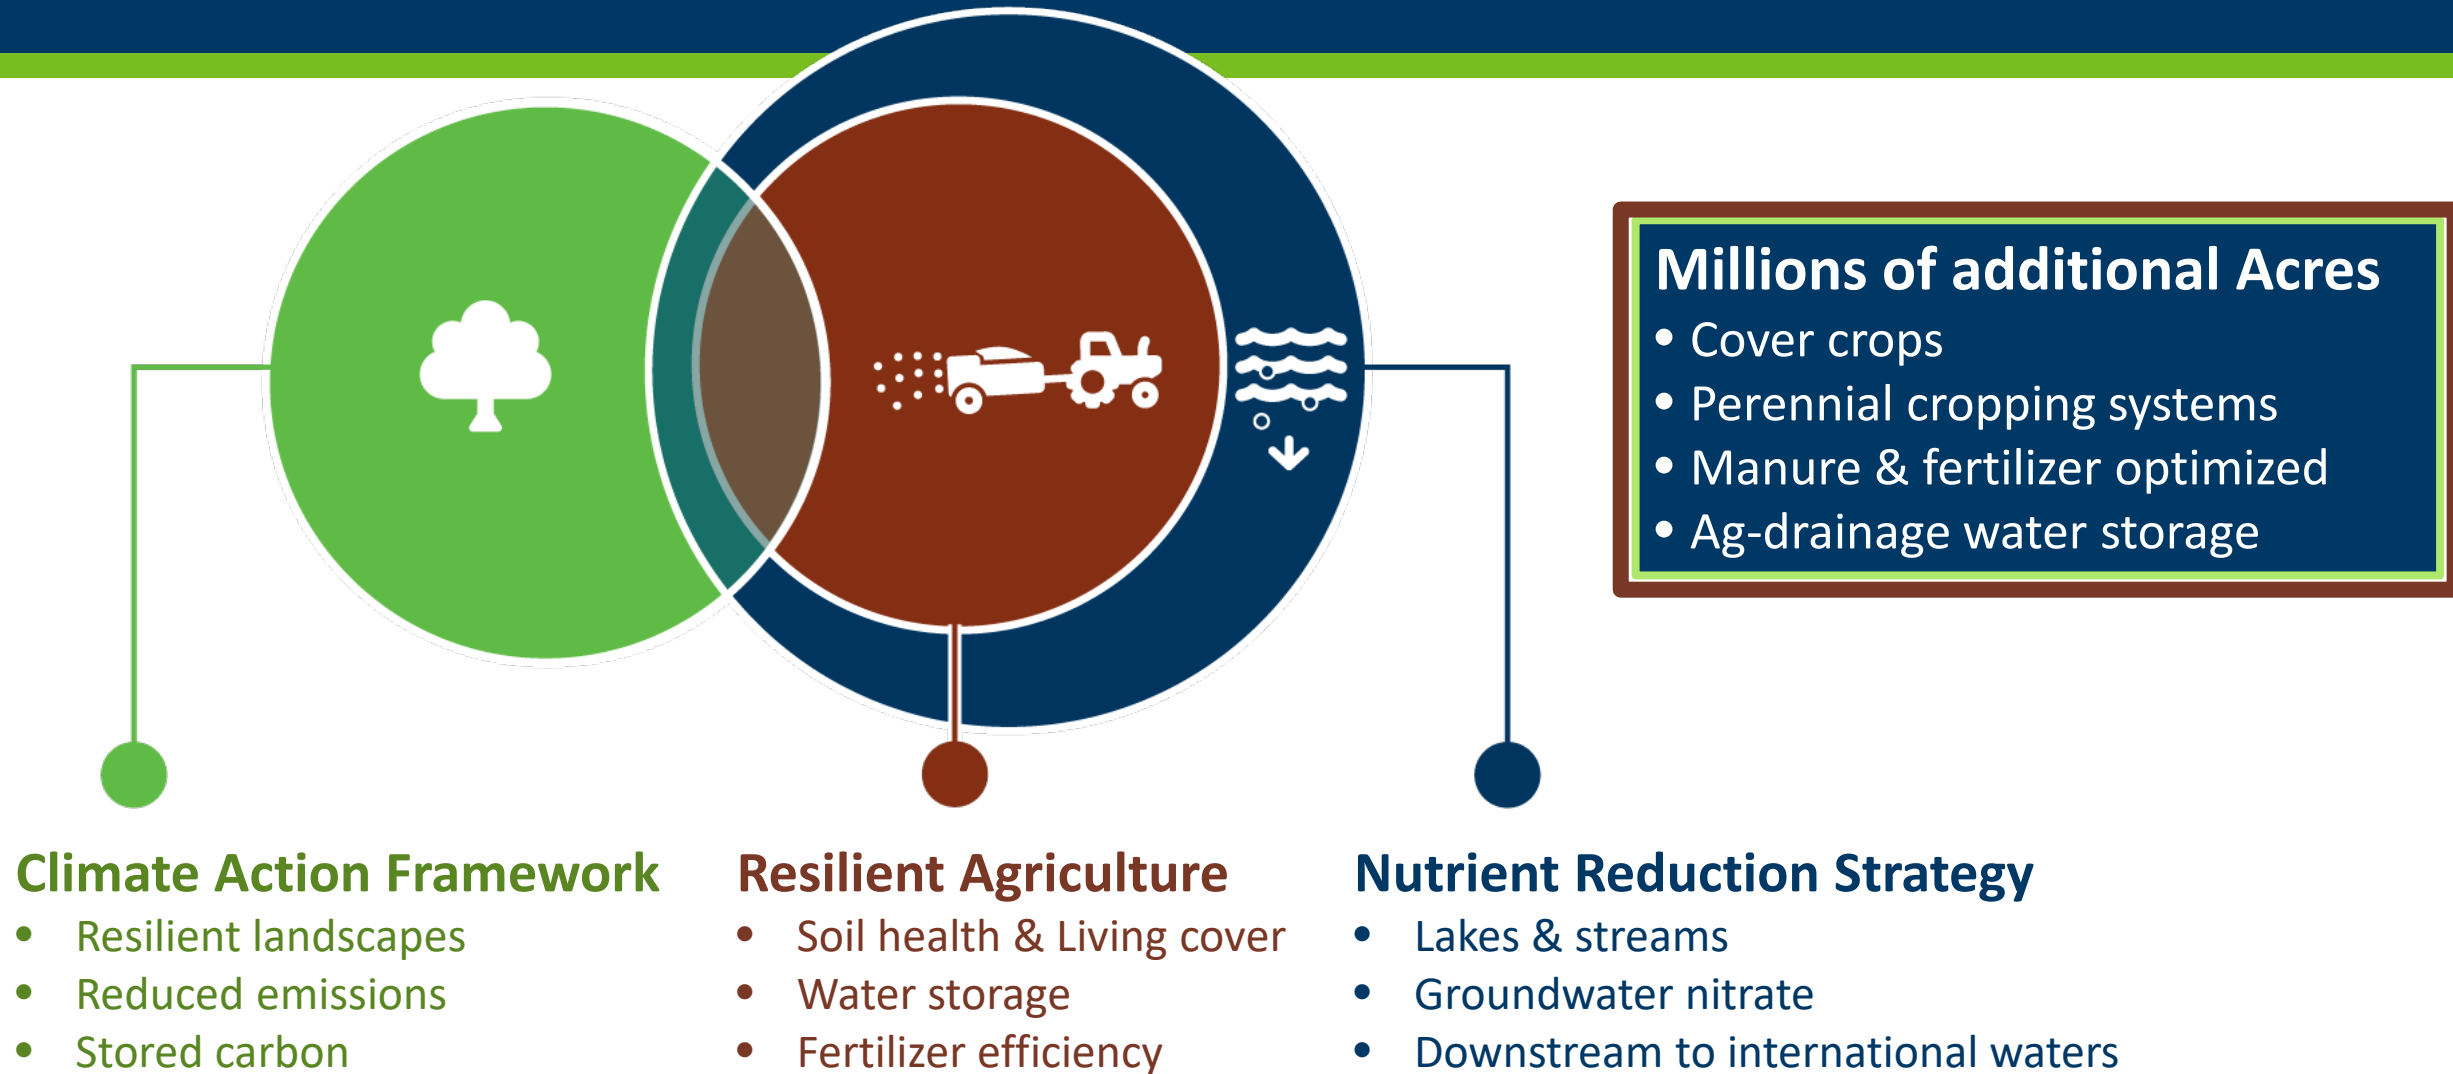 Millions of additional Acres
• Cover crops
• Perennial cropping systems
• Manure & fertilizer optimized
• Ag-drainage water storage
Climate Action Framework
• Resilient landscapes
• Reduced emissions
• Stored carbon
Resilient Agriculture
• Soil health & Living cover
• Water storage
• Fertilizer efficiency
Nutrient Reduction Strategy
• Lakes & streams
• Groundwater nitrate
• Downstream to international waters